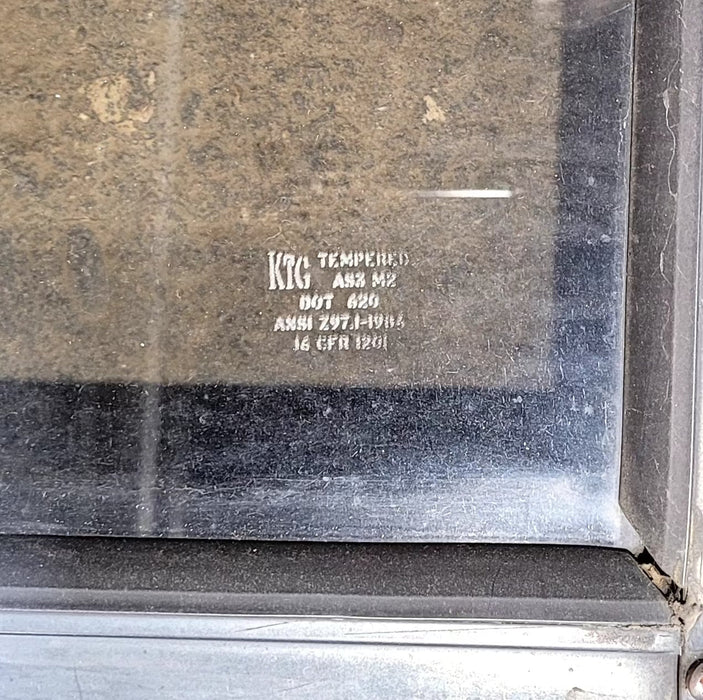 KTG TEMPERED
AS3 M2
DOT 620
ANSI Z97.1-1984
16 CFR 1201